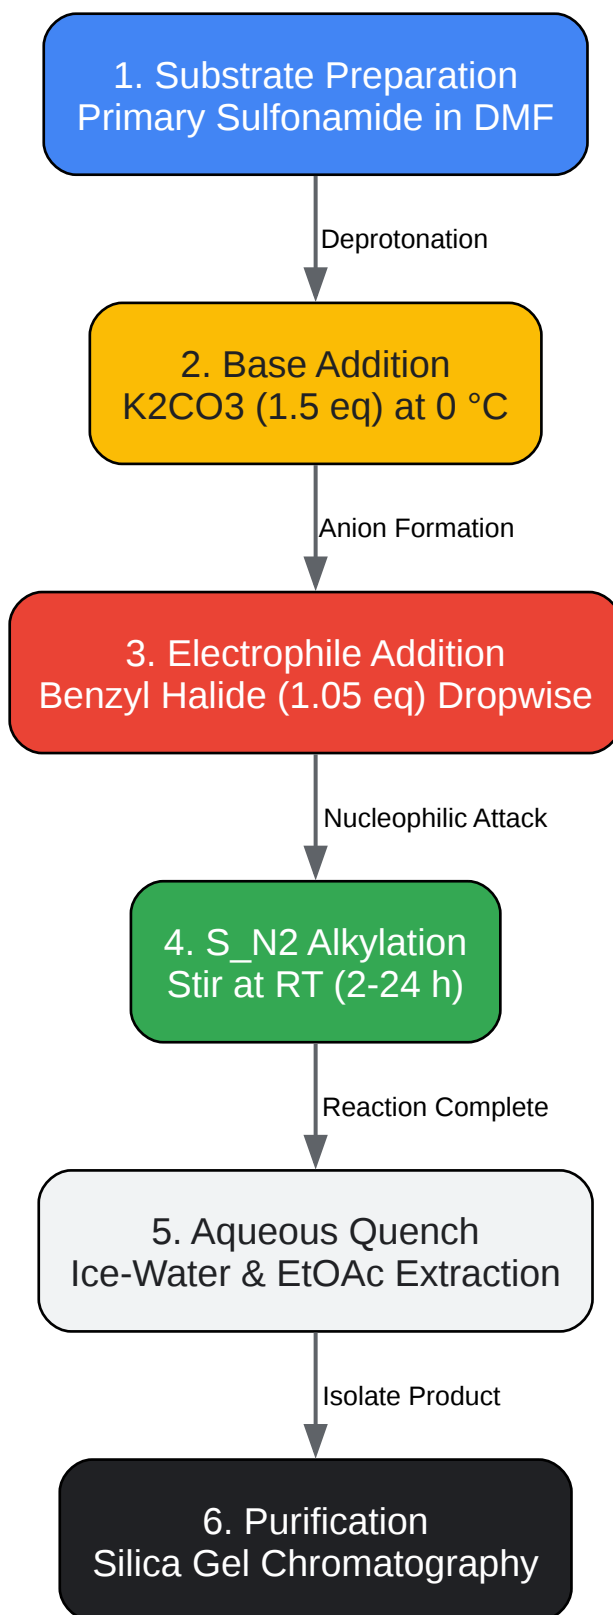 1. Substrate Preparation
Primary Sulfonamide in DMF
Deprotonation
2. Base Addition
K2CO3 (1.5 eq) at 0 °C
Anion Formation
3. Electrophile Addition
Benzyl Halide (1.05 eq) Dropwise
Nucleophilic Attack
4. S_N2 Alkylation
Stir at RT (2-24 h)
Reaction Complete
5. Aqueous Quench
Ice-Water & EtOAc Extraction
Isolate Product
6. Purification
Silica Gel Chromatography